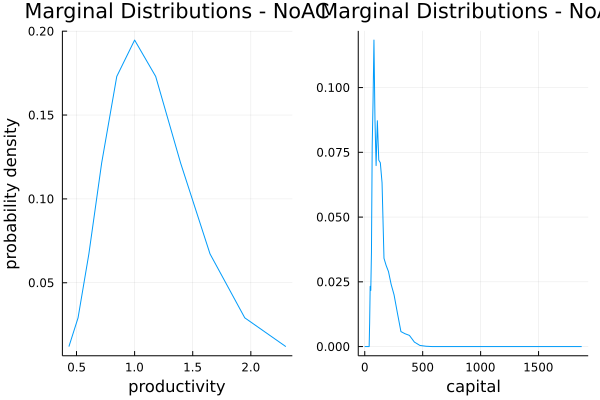 Marginal Distributions - NoAC
Marginal Distributions - NoA
0.20
0.15
0.10
0.05
probability density
0.5 1.0 1.5 2.0
productivity
0.100
0.075
0.050
0.025
0.000
0 500 1000 1500
capital